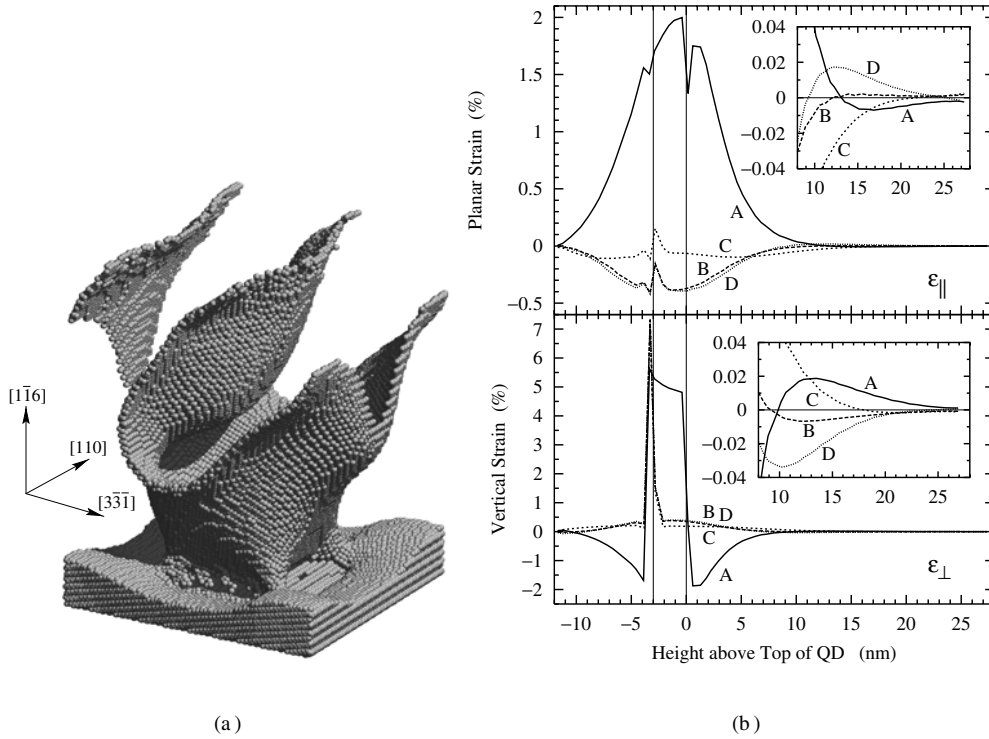 [11̅6]
[110]
[33̅1̅]
(a)
Planar Strain (%)
2
1.5
1
0.5
0
−0.5
A
B
C
D
ε∥
0.04
0.02
0
−0.02
−0.04
10 15 20 25
D
B
A
C
Vertical Strain (%)
7
6
5
4
3
2
1
0
−1
−2
B D
C
A
ε⊥
0.04
0.02
0
−0.02
−0.04
10 15 20 25
A
C
B
D
−10 −5 0 5 10 15 20 25
Height above Top of QD (nm)
(b)